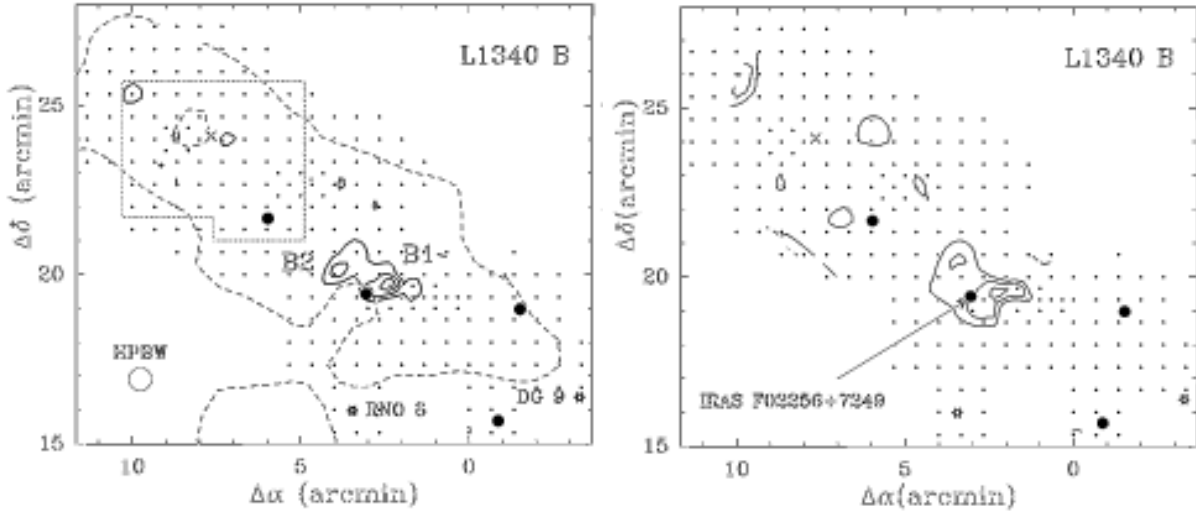 L1340 B
25
20
15
Δδ (arcmin)
B2
B1
HPBW
RNO 8
DG 9
10
5
0
Δα (arcmin)
L1340 B
25
20
15
Δδ(arcmin)
IRAS F02256+7249
10
5
0
Δα(arcmin)